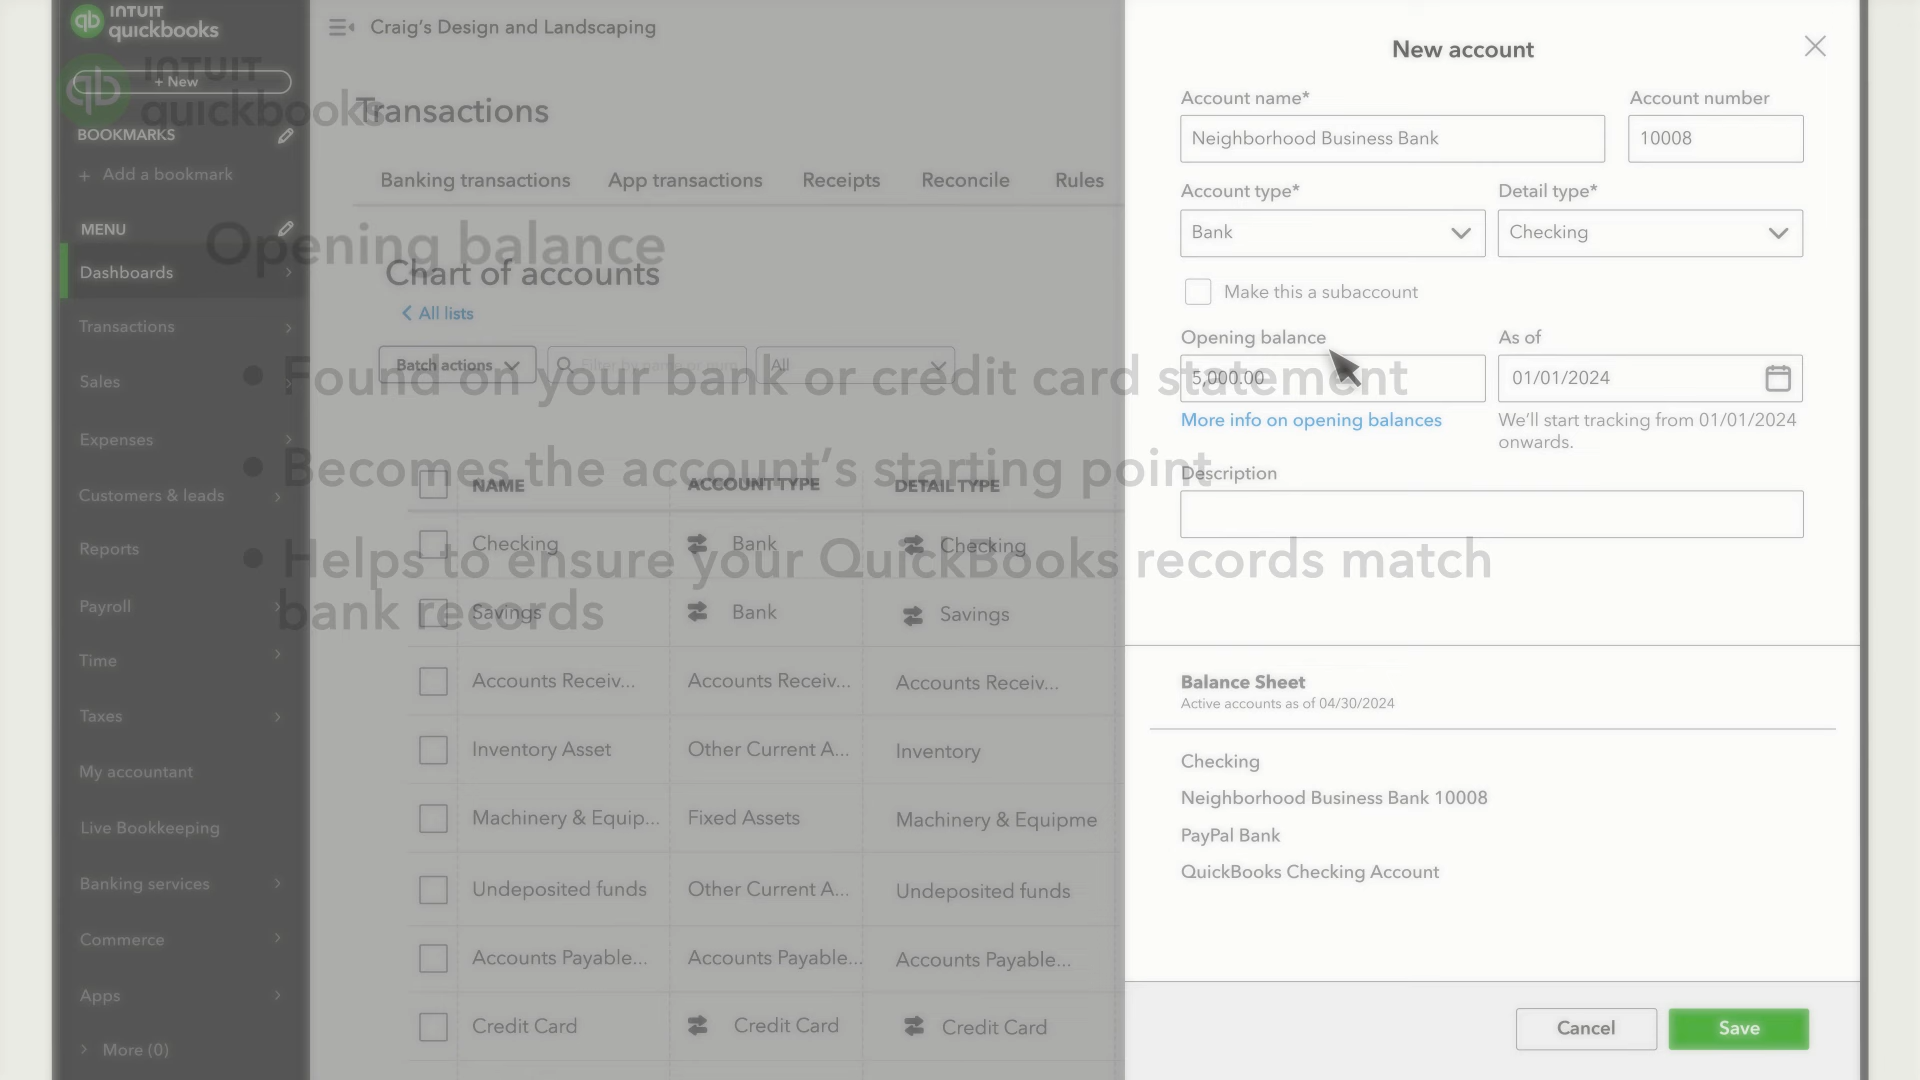 INTUIT
quickbooks
+ New
BOOKMARKS
+ Add a bookmark
MENU
Dashboards
Transactions
Sales
Expenses
Customers & leads
Reports
Payroll
Time
Taxes
My accountant
Live Bookkeeping
Banking services
Commerce
Apps
More (0)
INTUIT
quickbooks
Opening balance
• Found on your bank or credit card statement
• Becomes the account's starting point
• Helps to ensure your QuickBooks records match
bank records
Craig's Design and Landscaping
Transactions
Banking transactions App transactions Receipts Reconcile Rules
Chart of accounts
All lists
Batch actions Filter by name or num All
NAME ACCOUNT TYPE DETAIL TYPE
Checking Bank Checking
Savings Bank Savings
Accounts Receiv... Accounts Receiv... Accounts Receiv...
Inventory Asset Other Current A... Inventory
Machinery & Equip... Fixed Assets Machinery & Equipme
Undeposited funds Other Current A... Undeposited funds
Accounts Payable... Accounts Payable... Accounts Payable...
Credit Card Credit Card Credit Card
New account
Account name* Account number
Neighborhood Business Bank 10008
Account type* Detail type*
Bank Checking
Make this a subaccount
Opening balance As of
5,000.00 01/01/2024
More info on opening balances We'll start tracking from 01/01/2024
onwards.
Description
Balance Sheet
Active accounts as of 04/30/2024
Checking
Neighborhood Business Bank 10008
PayPal Bank
QuickBooks Checking Account
Cancel Save